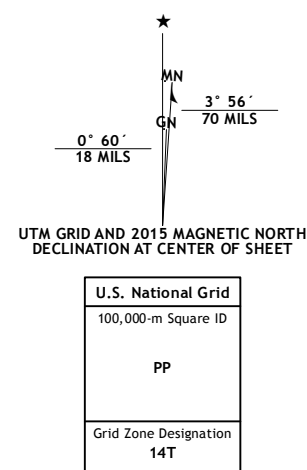 ★
MN
3° 56´
70 MILS
GN
0° 60´
18 MILS
UTM GRID AND 2015 MAGNETIC NORTH
DECLINATION AT CENTER OF SHEET
U.S. National Grid
100,000-m Square ID
PP
Grid Zone Designation
14T